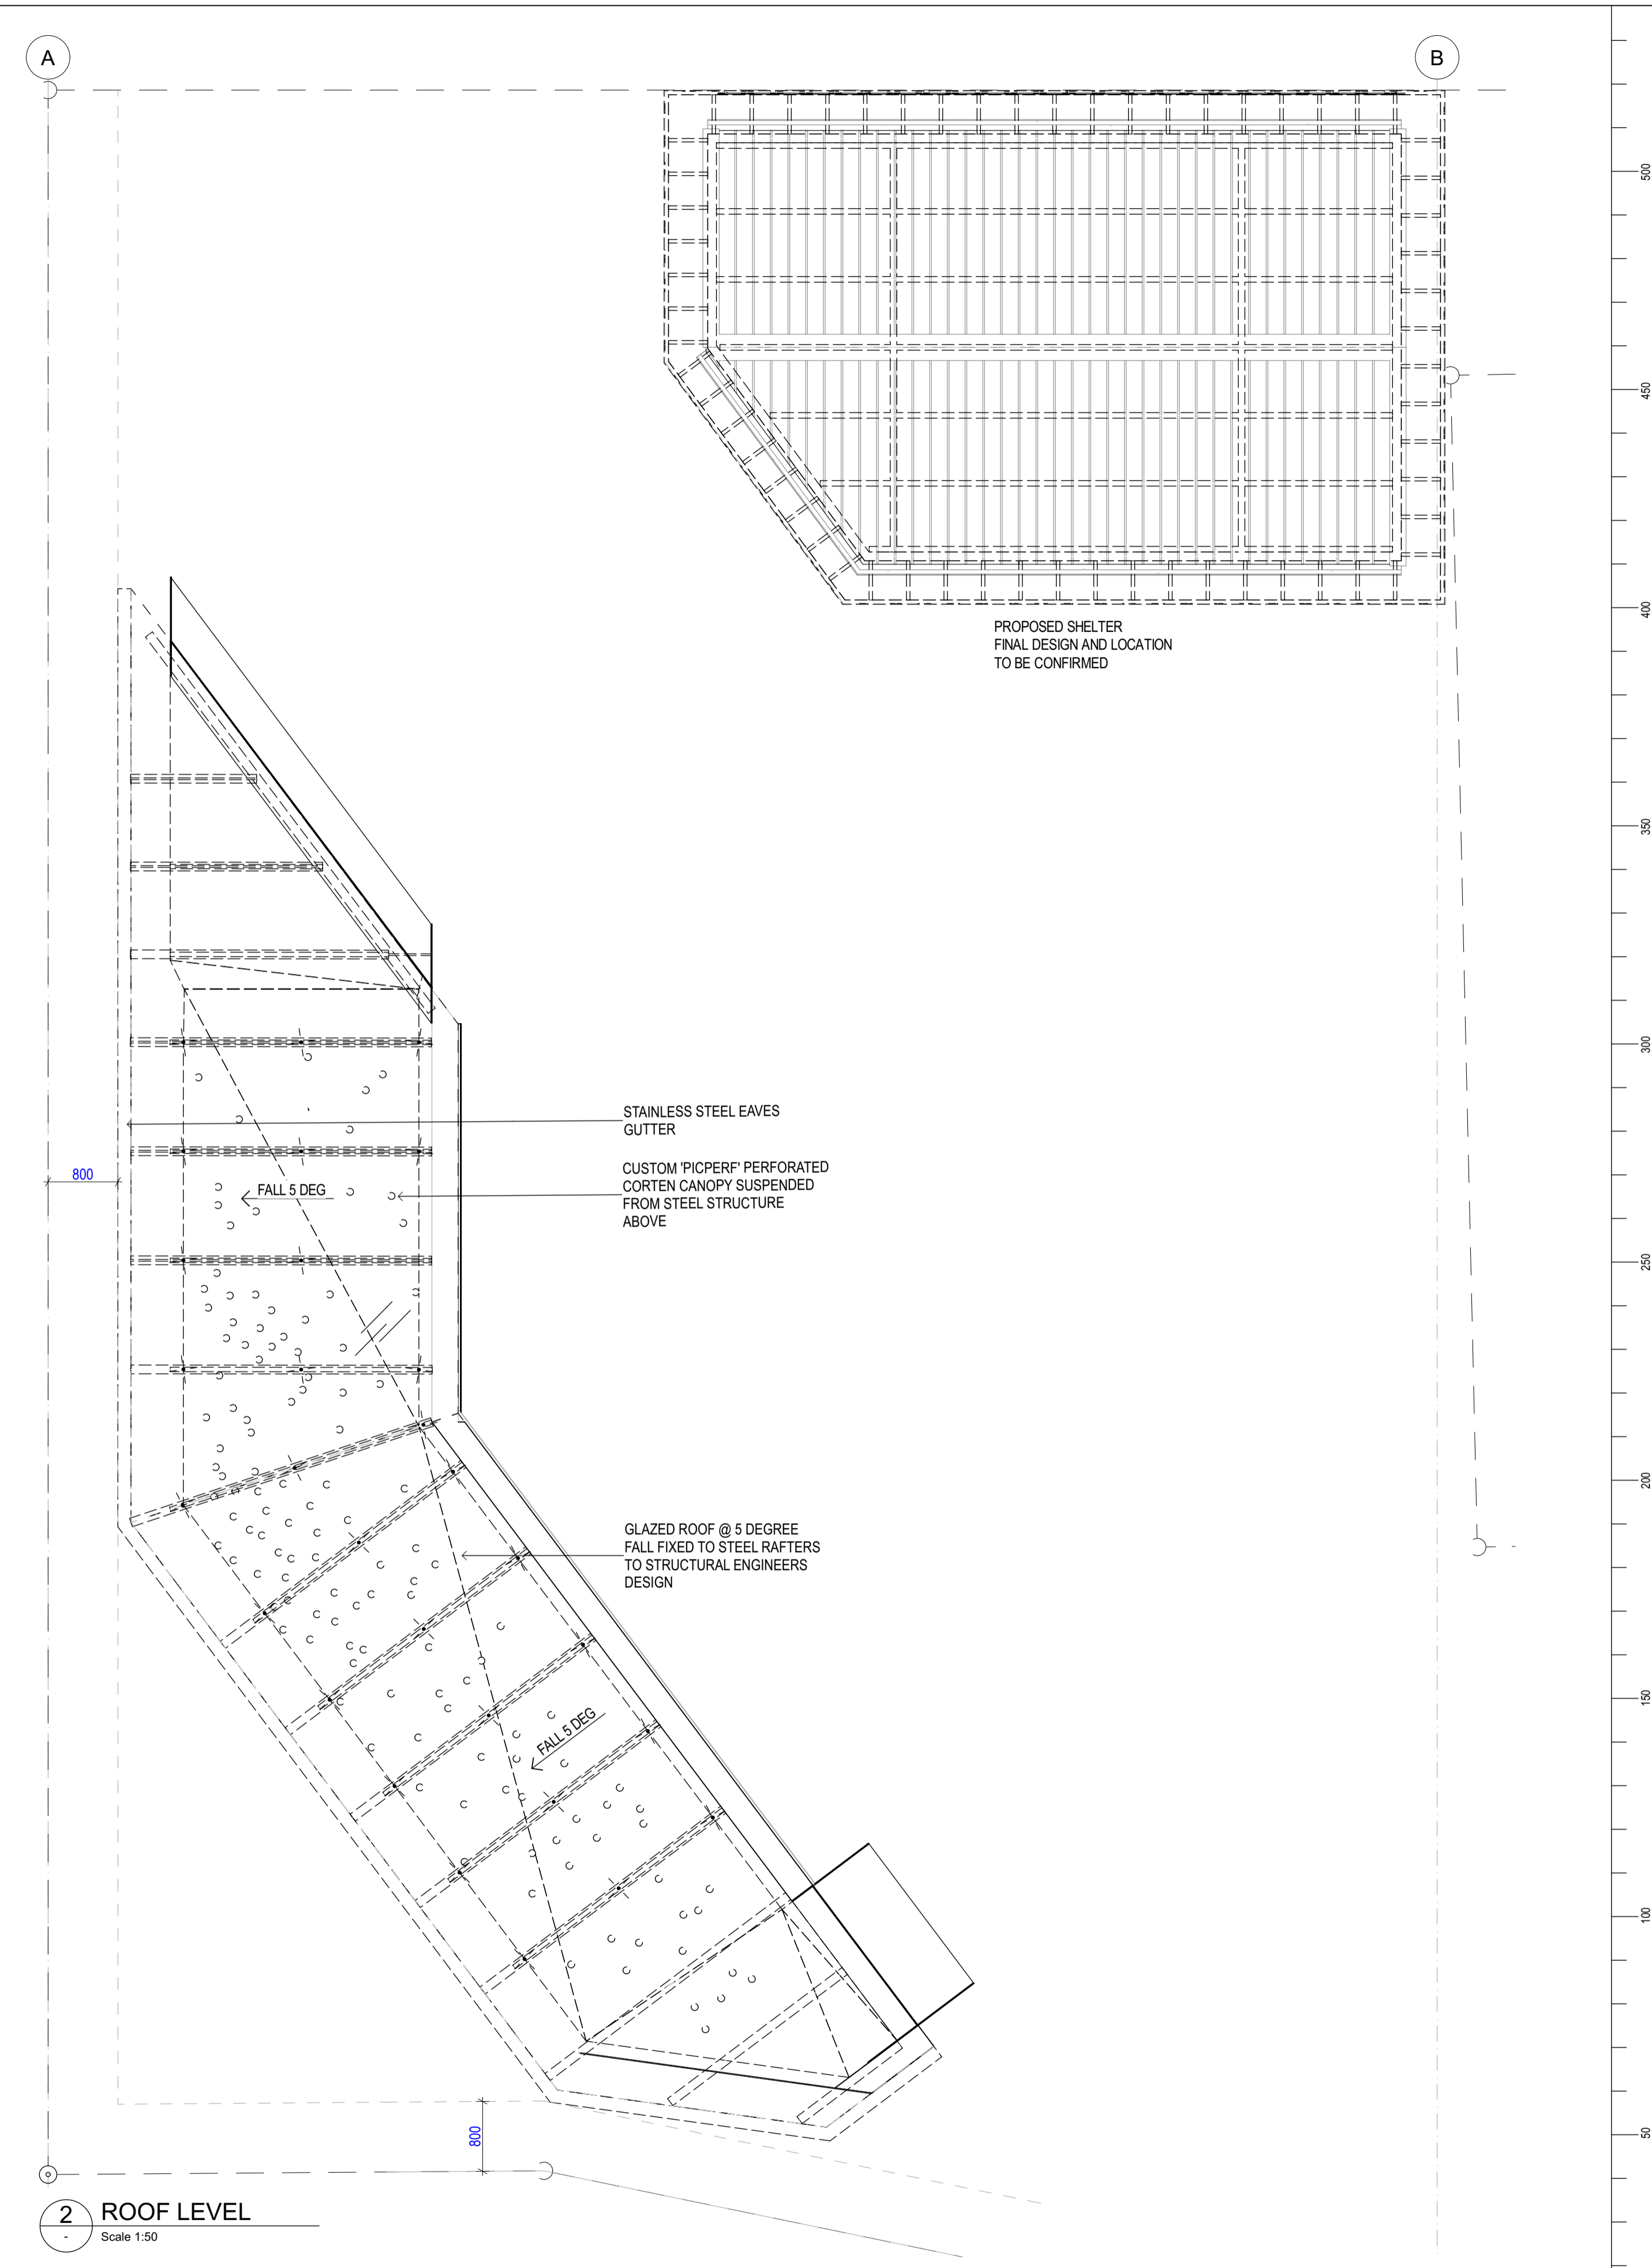 A
B
500
450
400
PROPOSED SHELTER
FINAL DESIGN AND LOCATION
TO BE CONFIRMED
350
300
STAINLESS STEEL EAVES
GUTTER
CUSTOM 'PICPERF' PERFORATED
CORTEN CANOPY SUSPENDED
FROM STEEL STRUCTURE
ABOVE
800
FALL 5 DEG
250
200
GLAZED ROOF @ 5 DEGREE
FALL FIXED TO STEEL RAFTERS
TO STRUCTURAL ENGINEERS
DESIGN
150
FALL 5 DEG
100
50
800
2
-
ROOF LEVEL
Scale 1:50